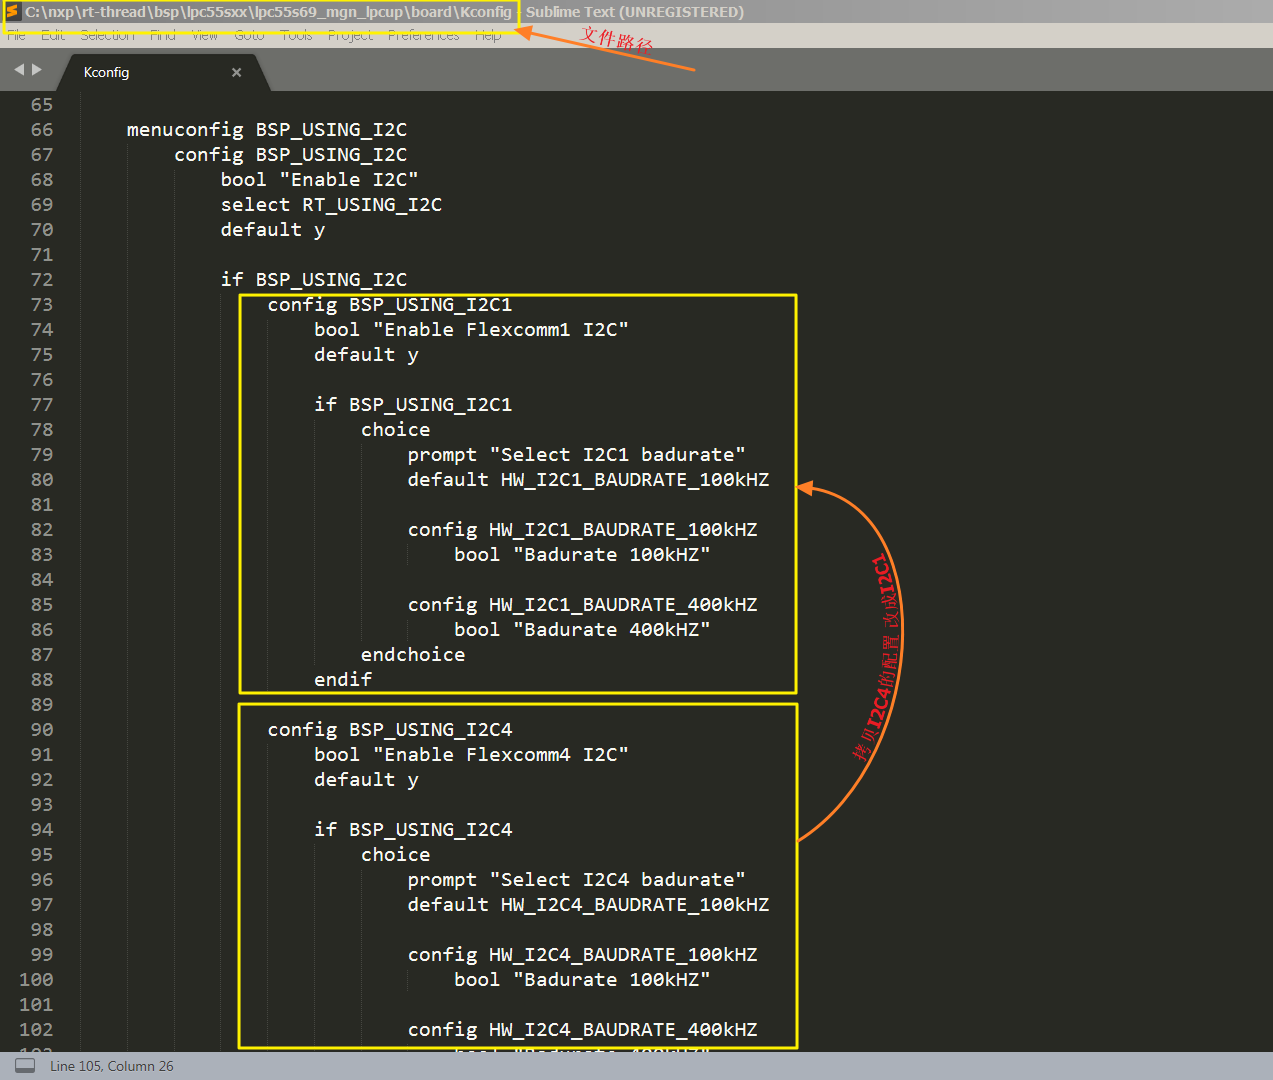 C:\nxp\rt-thread\bsp\lpc55sxx\lpc55s69_mgn_lpcup\board\Kconfig - Sublime Text (UNREGISTERED)
File Edit Selection Find View Goto Tools Project Preferences Help
文件路径
Kconfig ×
65
66 menuconfig BSP_USING_I2C
67 config BSP_USING_I2C
68 bool "Enable I2C"
69 select RT_USING_I2C
70 default y
71
72 if BSP_USING_I2C
73 config BSP_USING_I2C1
74 bool "Enable Flexcomm1 I2C"
75 default y
76
77 if BSP_USING_I2C1
78 choice
79 prompt "Select I2C1 badurate"
80 default HW_I2C1_BAUDRATE_100kHZ
81
82 config HW_I2C1_BAUDRATE_100kHZ
83 bool "Badurate 100kHZ"
84
85 config HW_I2C1_BAUDRATE_400kHZ
86 bool "Badurate 400kHZ"
87 endchoice
88 endif
89
90 config BSP_USING_I2C4
91 bool "Enable Flexcomm4 I2C"
92 default y
93
94 if BSP_USING_I2C4
95 choice
96 prompt "Select I2C4 badurate"
97 default HW_I2C4_BAUDRATE_100kHZ
98
99 config HW_I2C4_BAUDRATE_100kHZ
100 bool "Badurate 100kHZ"
101
102 config HW_I2C4_BAUDRATE_400kHZ
103 bool "Badurate 400kHZ"
拷贝I2C4的配置 改成I2C1
Line 105, Column 26